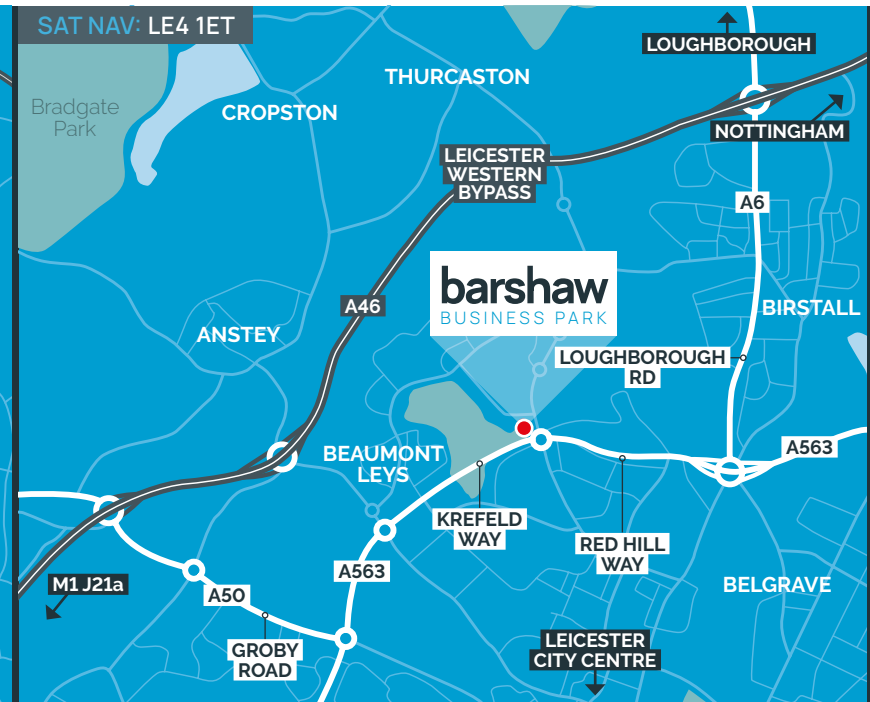 SAT NAV: LE4 1ET
LOUGHBOROUGH
THURCASTON
Bradgate
Park
CROPSTON
NOTTINGHAM
LEICESTER
WESTERN
BYPASS
A6
barshaw
BUSINESS PARK
A46
BIRSTALL
ANSTEY
LOUGHBOROUGH
RD
A563
BEAUMONT
LEYS
KREFELD
WAY
RED HILL
WAY
A563
M1 J21a
A50
BELGRAVE
GROBY
ROAD
LEICESTER
CITY CENTRE